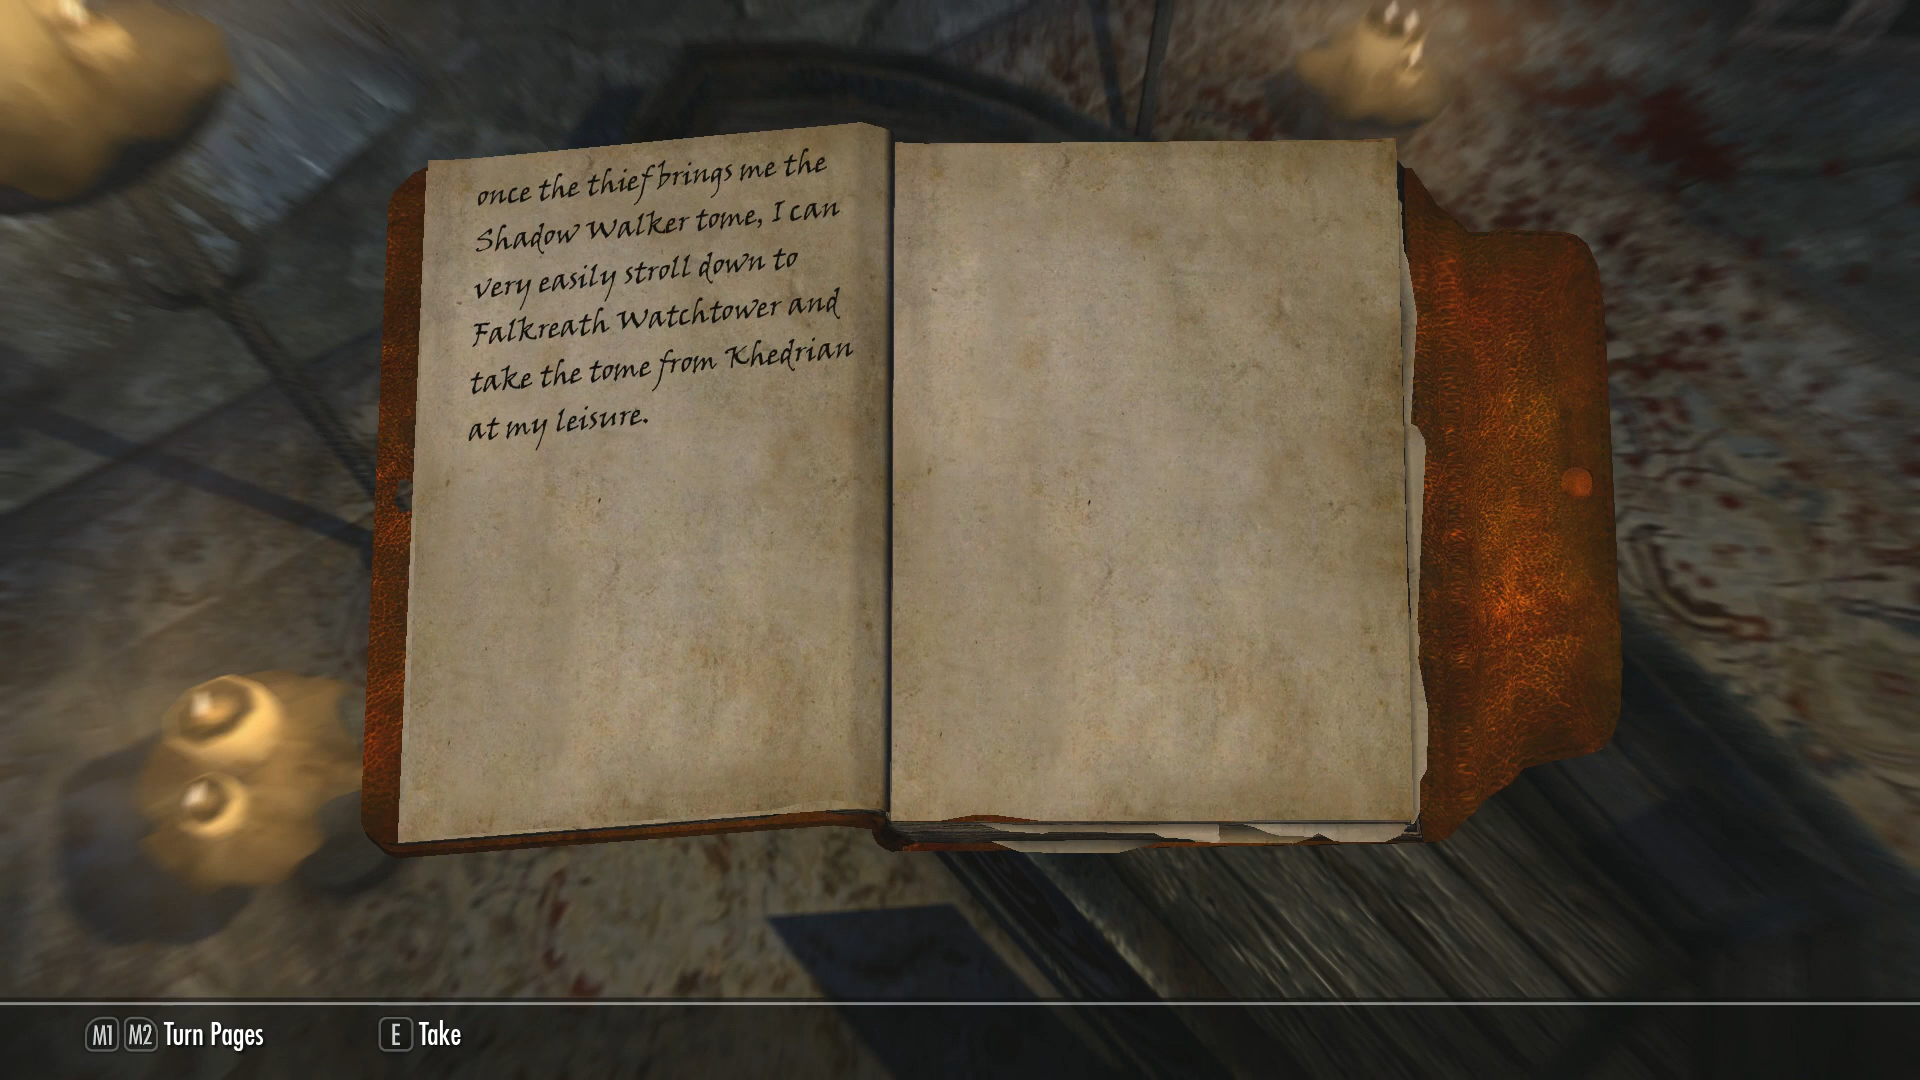 once the thief brings me the
Shadow Walker tome, I can
very easily stroll down to
Falkreath Watchtower and
take the tome from Khedrian
at my leisure.
M1 M2 Turn Pages
E Take